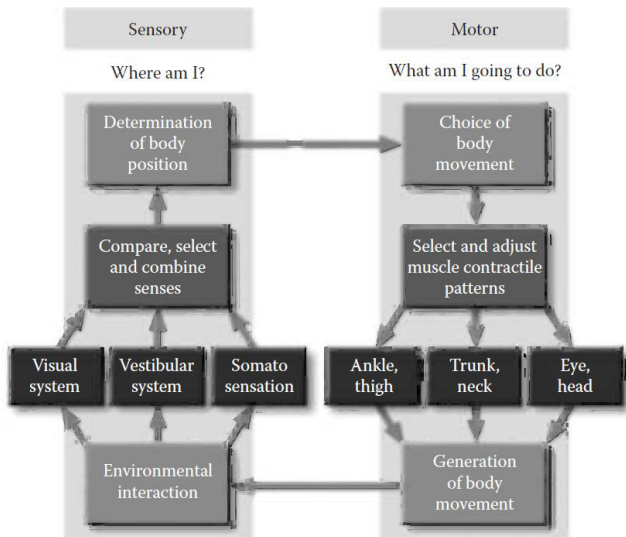 Sensory
Motor
Where am I?
What am I going to do?
Determination
of body
position
Choice of
body
movement
Compare, select
and combine
senses
Select and adjust
muscle contractile
patterns
Visual
system
Vestibular
system
Somato
sensation
Ankle,
thigh
Trunk,
neck
Eye,
head
Environmental
interaction
Generation
of body
movement